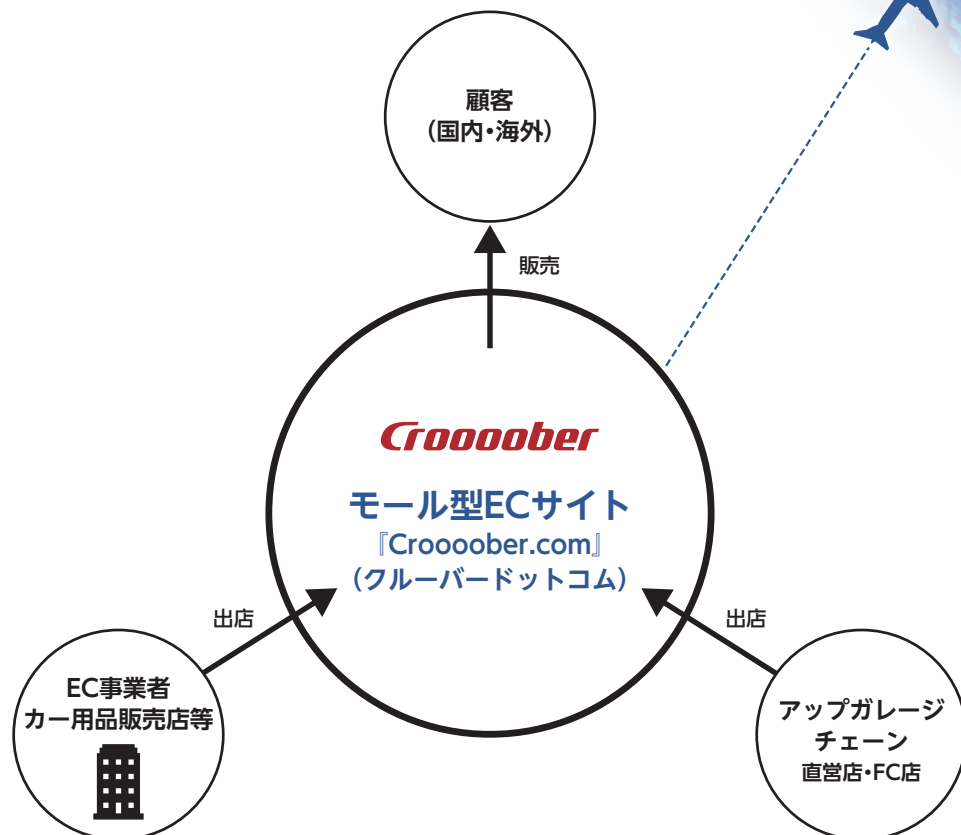 顧客
（国内・海外）
販売
Croooober
モール型ECサイト
『Croooober.com』
（クルーバードットコム）
出店
出店
EC事業者
カー用品販売店等
アップガレージ
チェーン
直営店・FC店